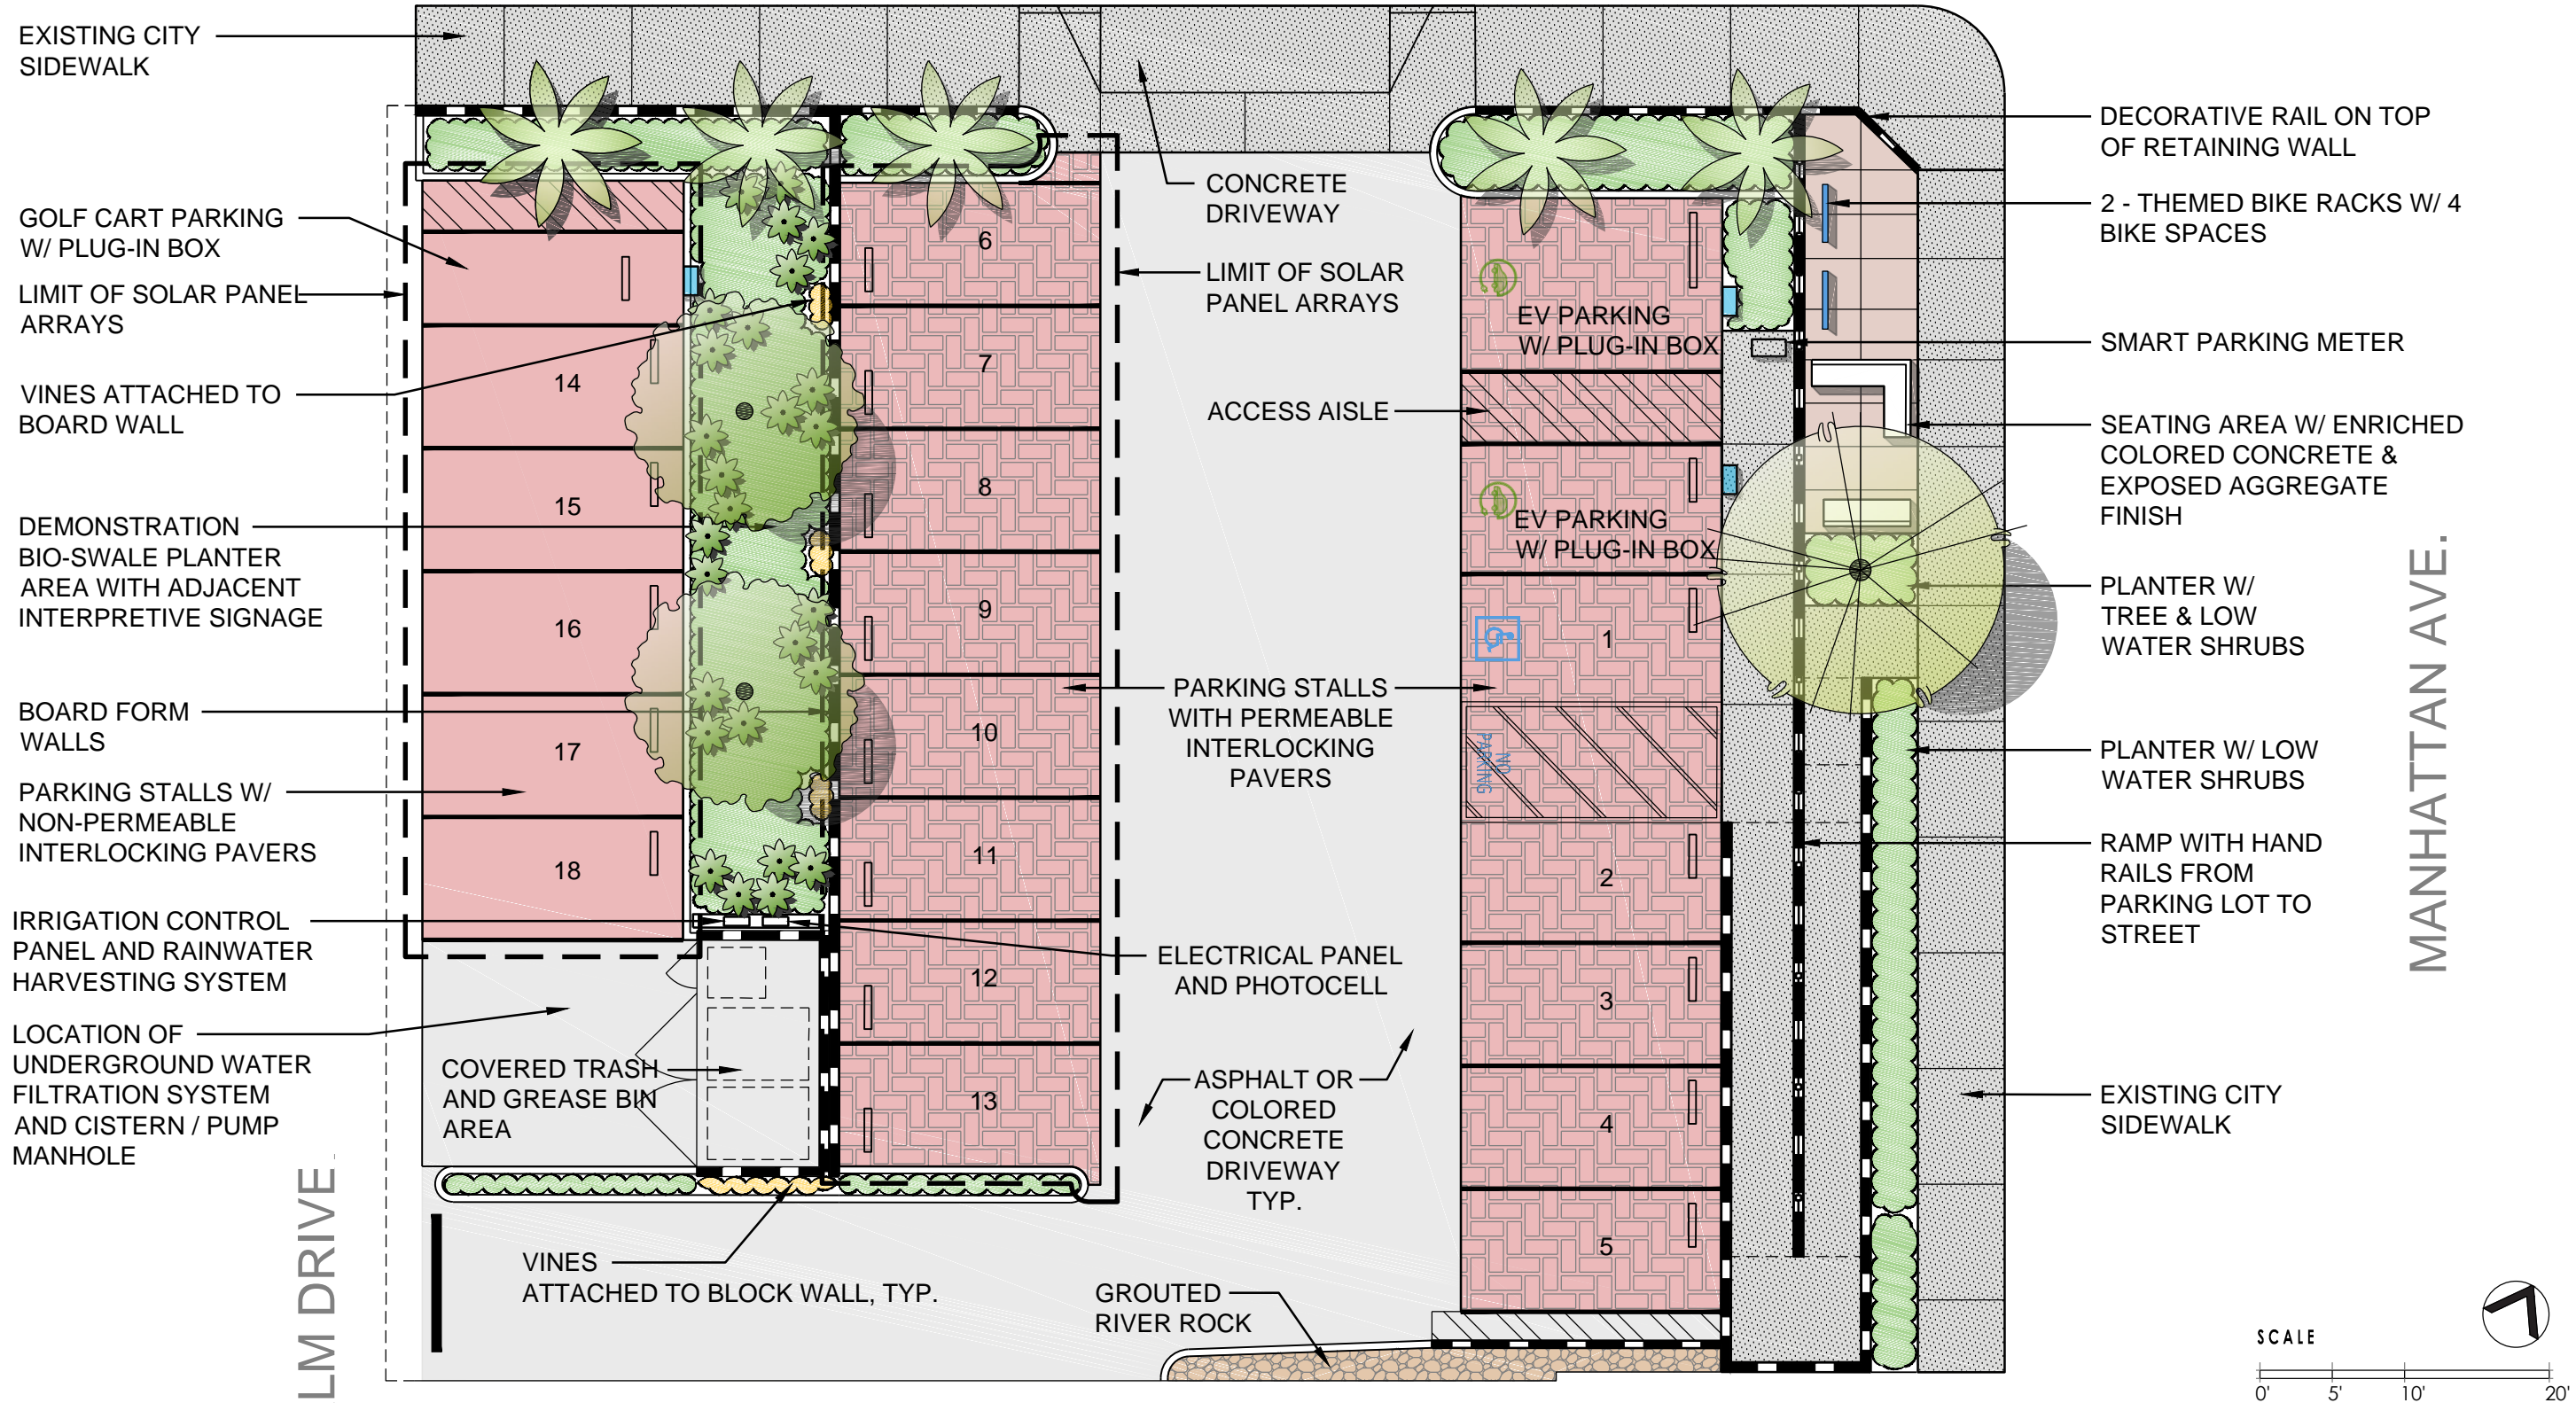 EXISTING CITY
SIDEWALK
GOLF CART PARKING
W/ PLUG-IN BOX
LIMIT OF SOLAR PANEL
ARRAYS
VINES ATTACHED TO
BOARD WALL
DEMONSTRATION
BIO-SWALE PLANTER
AREA WITH ADJACENT
INTERPRETIVE SIGNAGE
BOARD FORM
WALLS
PARKING STALLS W/
NON-PERMEABLE
INTERLOCKING PAVERS
IRRIGATION CONTROL
PANEL AND RAINWATER
HARVESTING SYSTEM
LOCATION OF
UNDERGROUND WATER
FILTRATION SYSTEM
AND CISTERN / PUMP
MANHOLE
LM DRIVE
14
15
16
17
18
COVERED TRASH
AND GREASE BIN
AREA
VINES
ATTACHED TO BLOCK WALL, TYP.
6
7
8
9
10
11
12
13
CONCRETE
DRIVEWAY
LIMIT OF SOLAR
PANEL ARRAYS
ACCESS AISLE
PARKING STALLS
WITH PERMEABLE
INTERLOCKING
PAVERS
ELECTRICAL PANEL
AND PHOTOCELL
ASPHALT OR
COLORED
CONCRETE
DRIVEWAY
TYP.
GROUTED
RIVER ROCK
EV PARKING
W/ PLUG-IN BOX
EV PARKING
W/ PLUG-IN BOX
1
NO
PARKING
2
3
4
5
DECORATIVE RAIL ON TOP
OF RETAINING WALL
2 - THEMED BIKE RACKS W/ 4
BIKE SPACES
SMART PARKING METER
SEATING AREA W/ ENRICHED
COLORED CONCRETE &
EXPOSED AGGREGATE
FINISH
PLANTER W/
TREE & LOW
WATER SHRUBS
PLANTER W/ LOW
WATER SHRUBS
RAMP WITH HAND
RAILS FROM
PARKING LOT TO
STREET
EXISTING CITY
SIDEWALK
MANHATTAN AVE.
SCALE
0' 5' 10' 20'